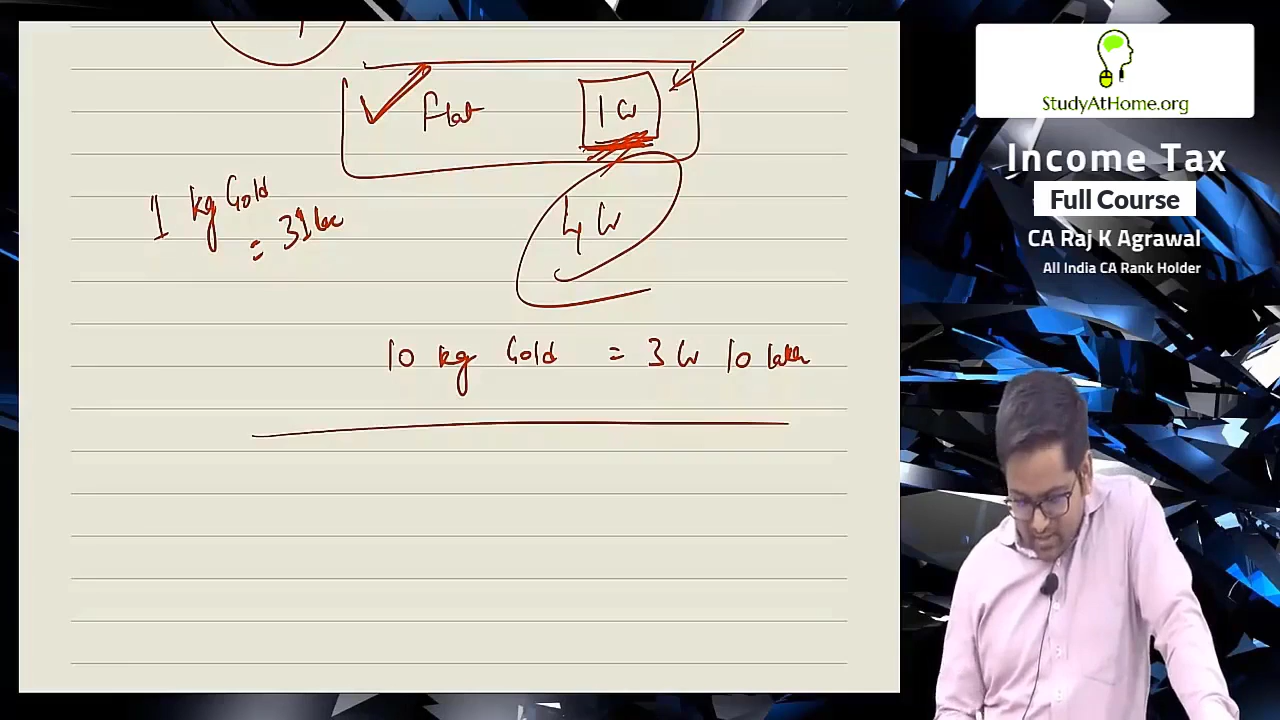 Flat 1 Cr
1 kg Gold
= 31 lac
4 Cr
10 kg Gold = 3 Cr 10 lakh
StudyAtHome.org
Income Tax
Full Course
CA Raj K Agrawal
All India CA Rank Holder